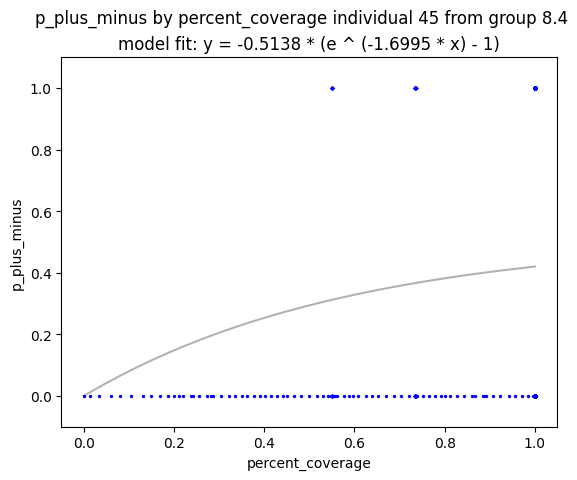 p_plus_minus by percent_coverage individual 45 from group 8.4
model fit: y = -0.5138 * (e ^ (-1.6995 * x) - 1)
1.0
0.8
0.6
0.4
0.2
0.0
p_plus_minus
0.0 0.2 0.4 0.6 0.8 1.0
percent_coverage